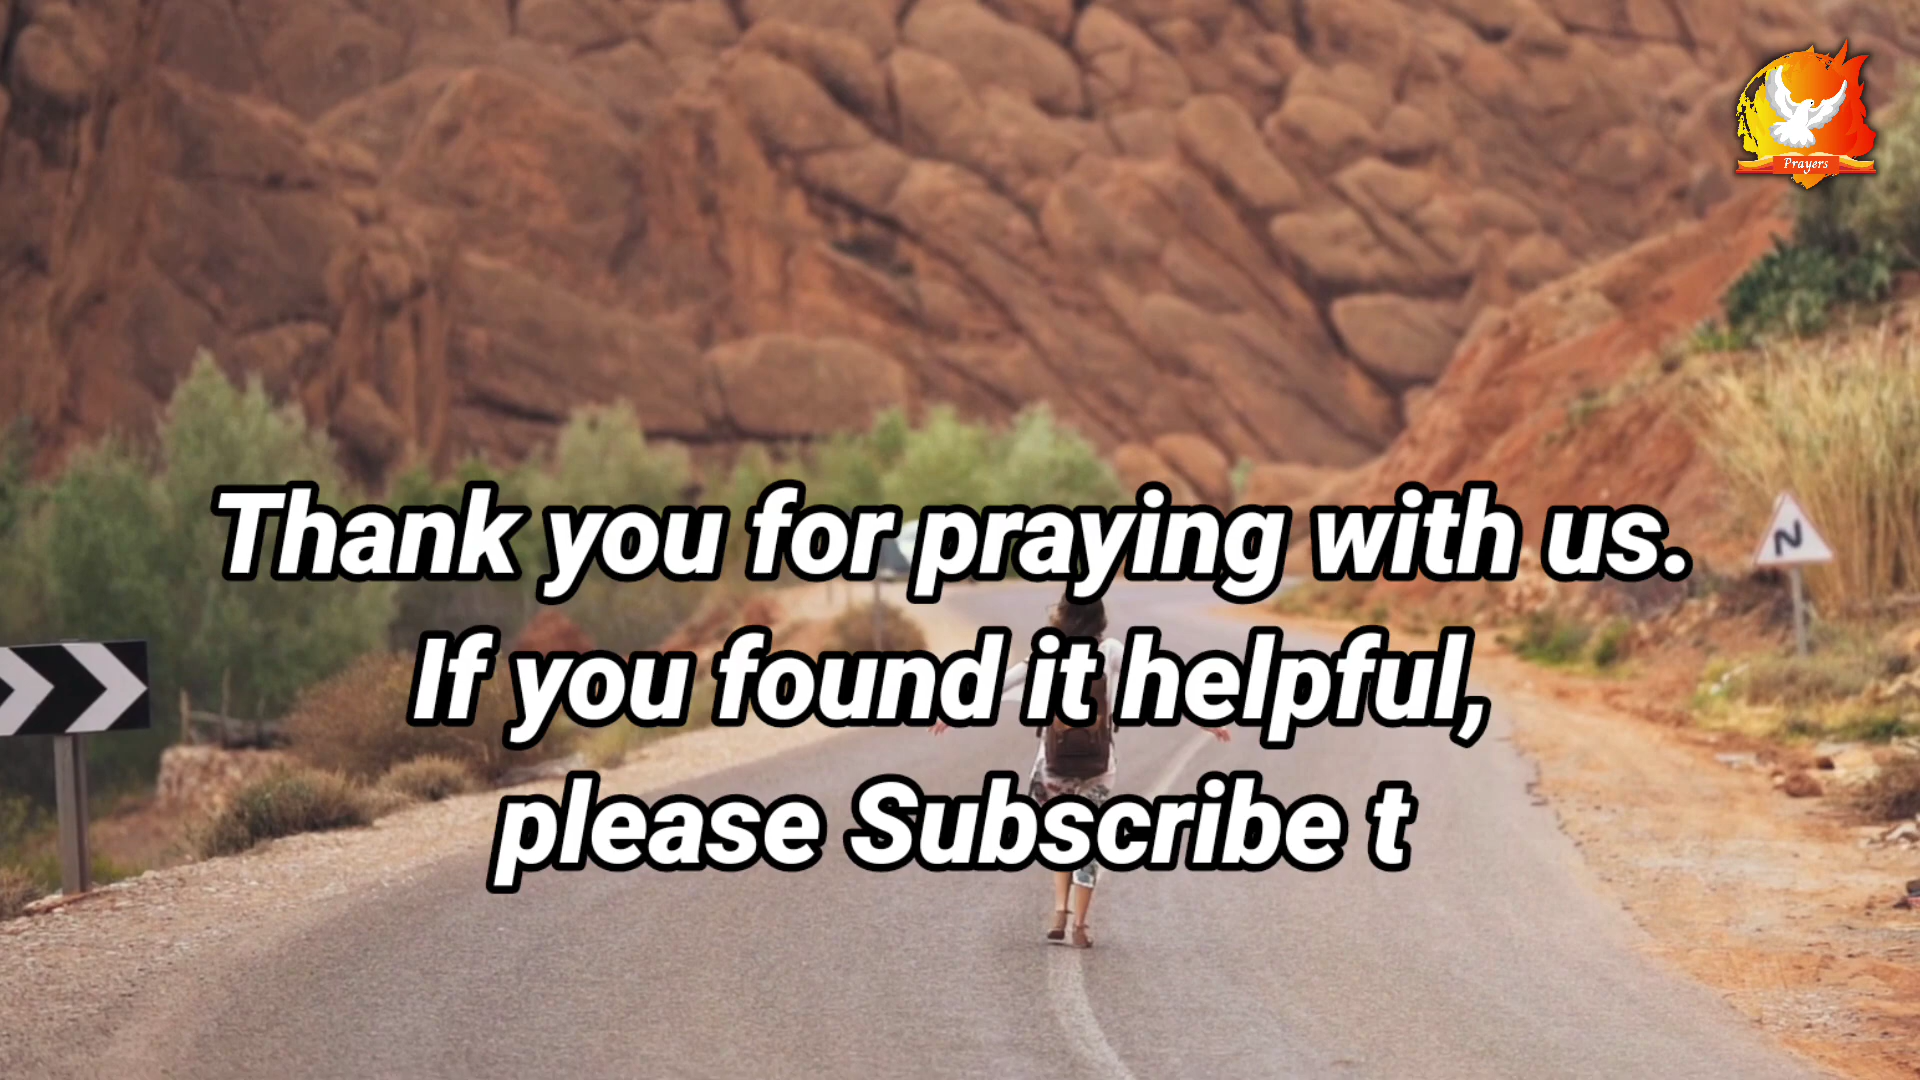 Prayers
Thank you for praying with us.
If you found it helpful,
please Subscribe t